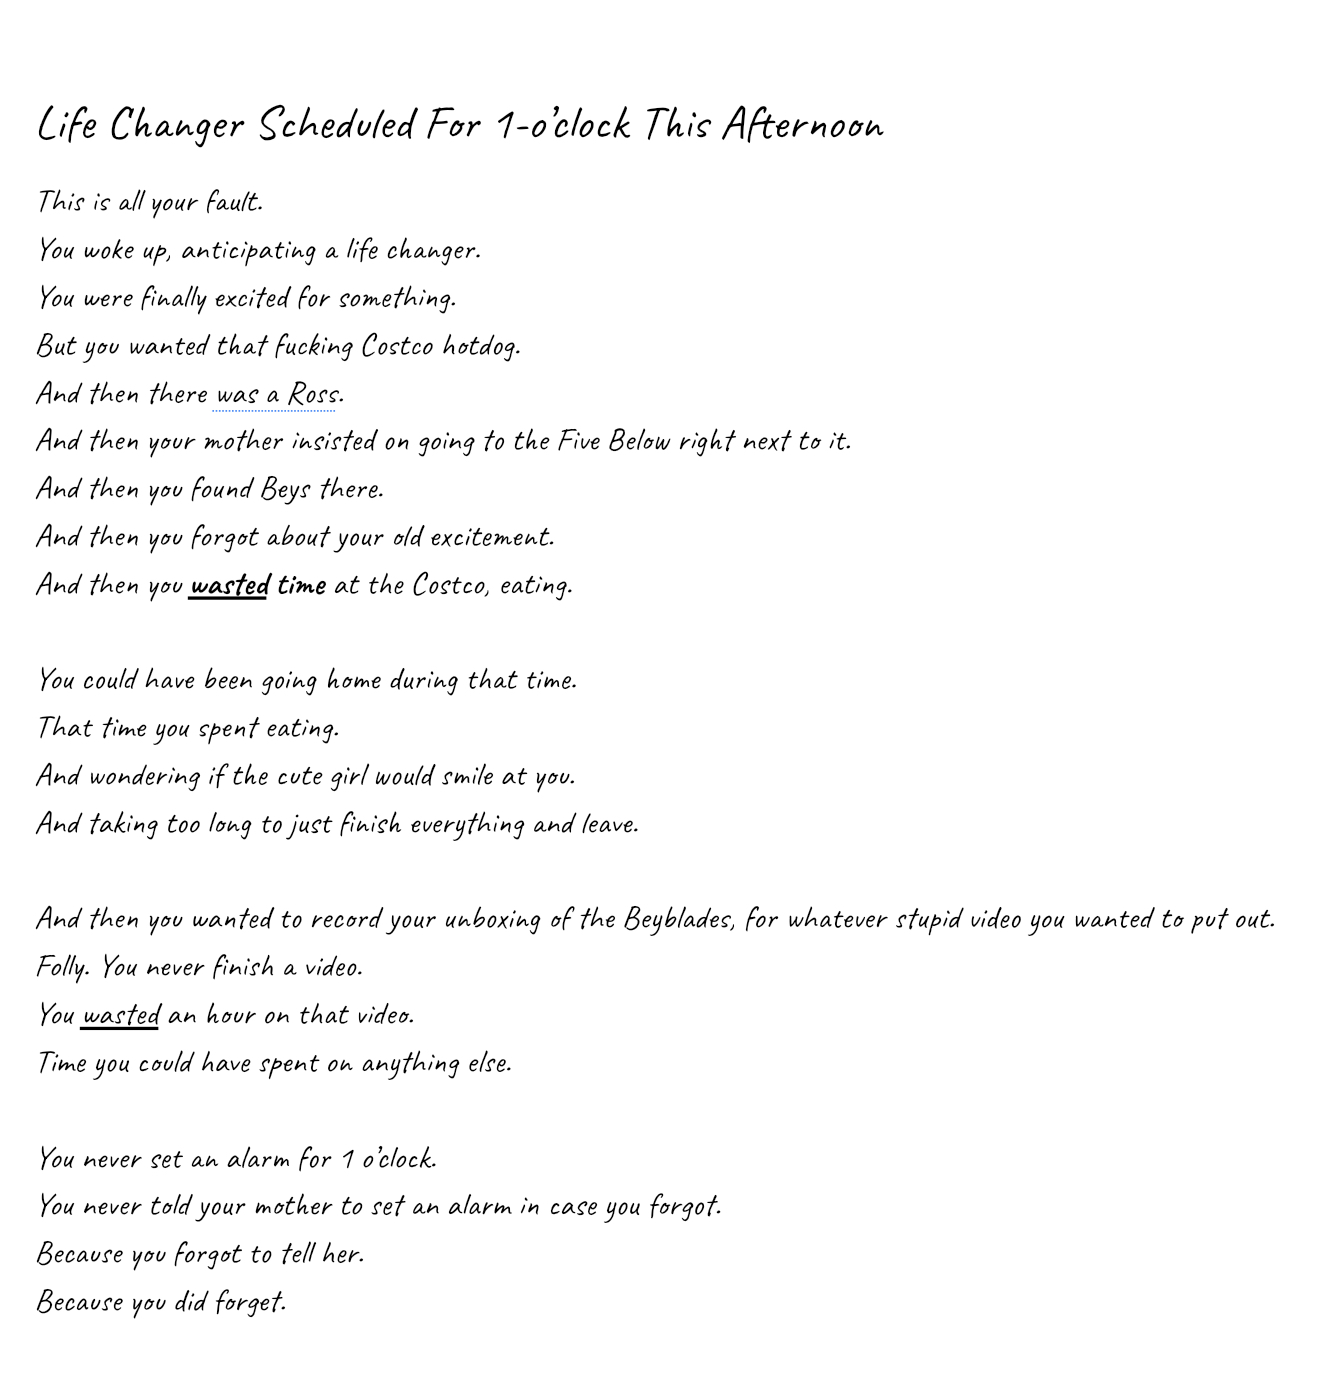 Life Changer Scheduled For 1-o’clock This Afternoon
This is all your fault.
You woke up, anticipating a life changer.
You were finally excited for something.
But you wanted that fucking Costco hotdog.
And then there was a Ross.
And then your mother insisted on going to the Five Below right next to it.
And then you found Beys there.
And then you forgot about your old excitement.
And then you wasted time at the Costco, eating.
You could have been going home during that time.
That time you spent eating.
And wondering if the cute girl would smile at you.
And taking too long to just finish everything and leave.
And then you wanted to record your unboxing of the Beyblades, for whatever stupid video you wanted to put out.
Folly. You never finish a video.
You wasted an hour on that video.
Time you could have spent on anything else.
You never set an alarm for 1 o’clock.
You never told your mother to set an alarm in case you forgot.
Because you forgot to tell her.
Because you did forget.